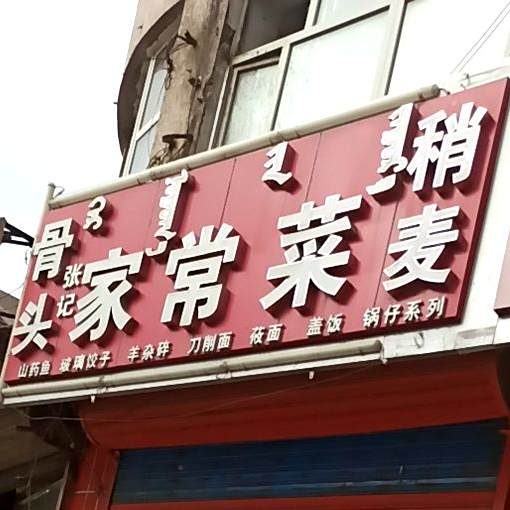 骨头
张记
家常菜
稍麦
山药鱼 玻璃饺子 羊杂碎 刀削面 莜面 盖饭 锅仔系列